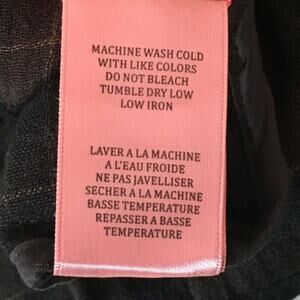 MACHINE WASH COLD
WITH LIKE COLORS
DO NOT BLEACH
TUMBLE DRY LOW
LOW IRON
LAVER A LA MACHINE
A L'EAU FROIDE
NE PAS JAVELLISER
SECHER A LA MACHINE
BASSE TEMPERATURE
REPASSER A BASSE
TEMPERATURE